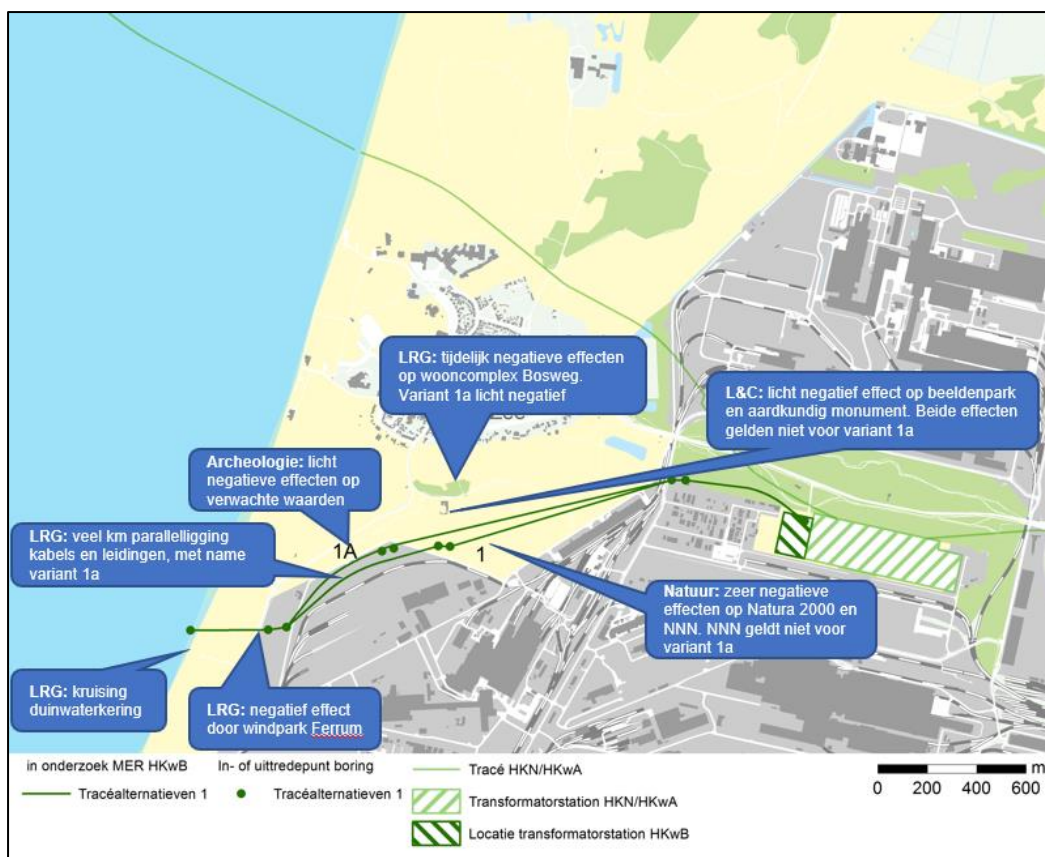 LRG: tijdelijk negatieve effecten
op wooncomplex Bosweg.
Variant 1a licht negatief
L&C: licht negatief effect op beeldenpark
en aardkundig monument. Beide effecten
gelden niet voor variant 1a
Archeologie: licht
negatieve effecten op
verwachte waarden
LRG: veel km parallelligging
kabels en leidingen, met name
variant 1a
1A
1
Natuur: zeer negatieve
effecten op Natura 2000 en
NNN. NNN geldt niet voor
variant 1a
LRG: kruising
duinwaterkering
LRG: negatief effect
door windpark Ferrum
in onderzoek MER HKwB
In- of uittredepunt boring
Tracéalternatieven 1
Tracéalternatieven 1
Tracé HKN/HKwA
Transformatorstation HKN/HKwA
Locatie transformatorstation HKwB
m
0 200 400 600